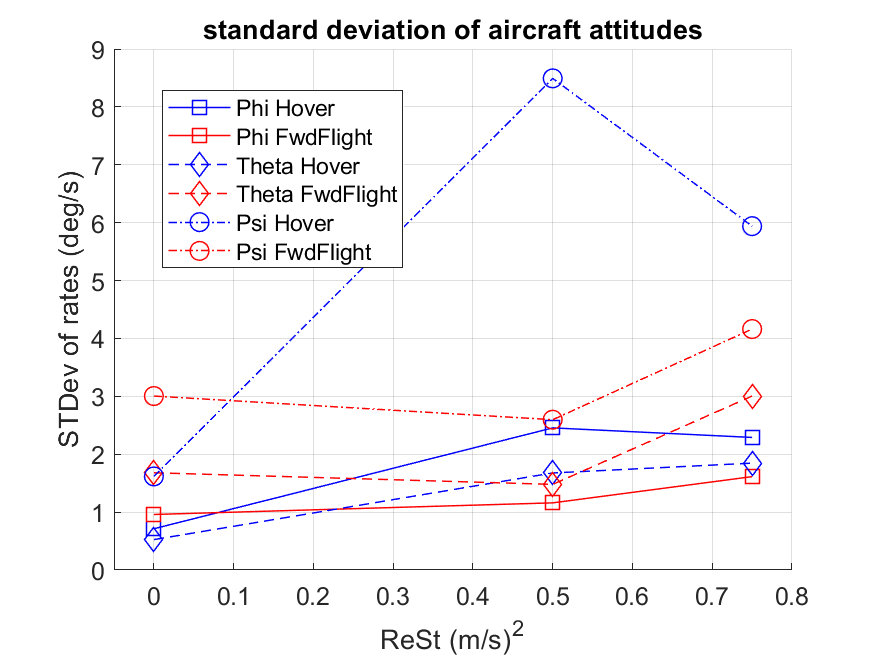 standard deviation of aircraft attitudes
9
8
7
6
5
4
3
2
1
0
STDev of rates (deg/s)
Phi Hover
Phi FwdFlight
Theta Hover
Theta FwdFlight
Psi Hover
Psi FwdFlight
0 0.1 0.2 0.3 0.4 0.5 0.6 0.7 0.8
ReSt (m/s)²